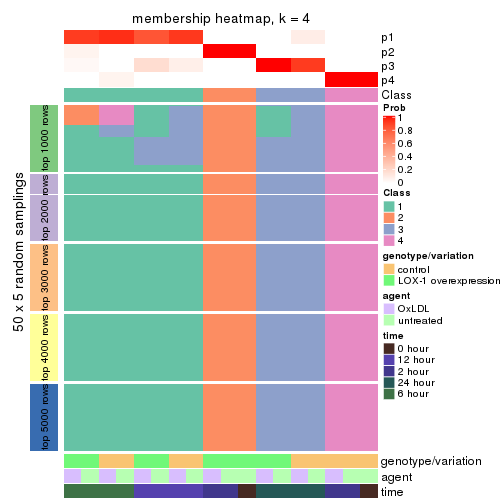 membership heatmap, k = 4
p1
p2
p3
p4
Class
50 x 5 random samplings
top 1000 rows
top 2000 rows
top 3000 rows
top 4000 rows
top 5000 rows
Prob
1
0.8
0.6
0.4
0.2
0
Class
1
2
3
4
genotype/variation
control
LOX-1 overexpression
agent
OxLDL
untreated
time
0 hour
12 hour
2 hour
24 hour
6 hour
genotype/variation
agent
time